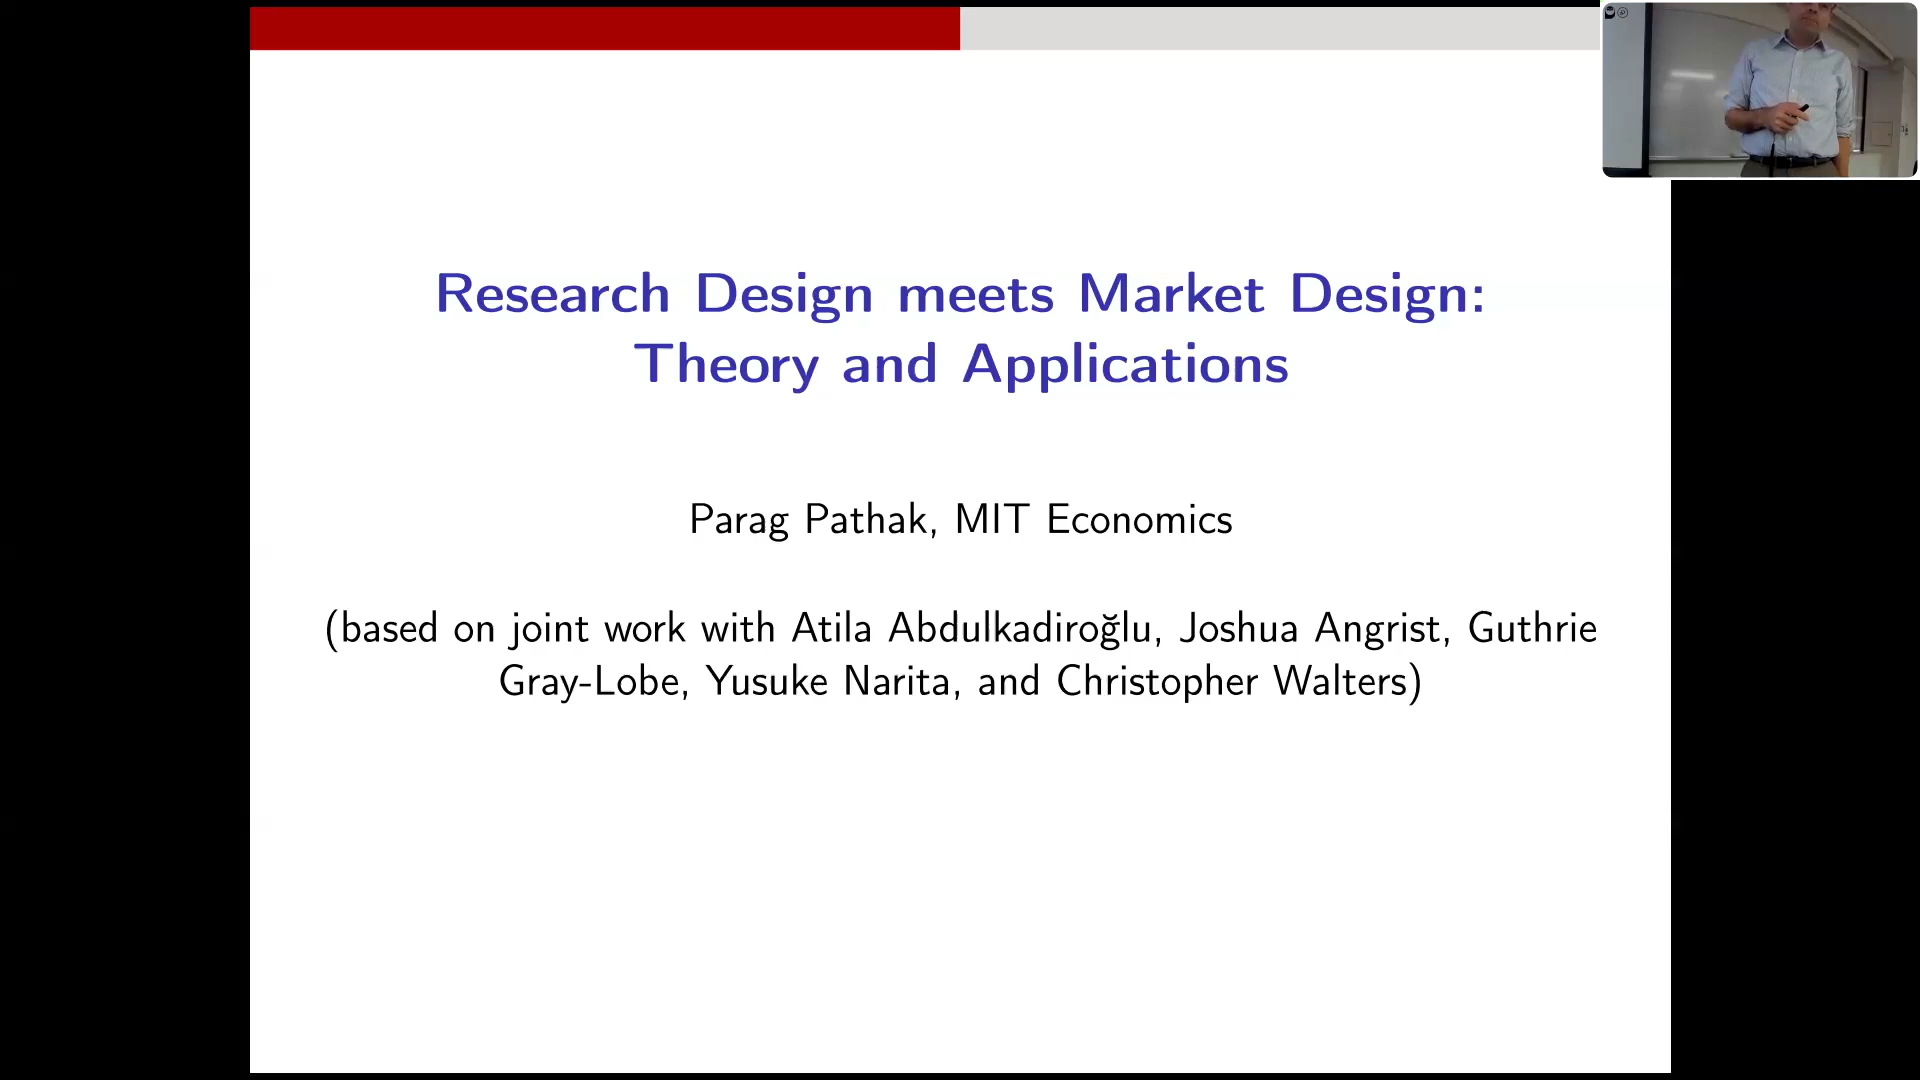 Research Design meets Market Design:
Theory and Applications
Parag Pathak, MIT Economics
(based on joint work with Atila Abdulkadiroğlu, Joshua Angrist, Guthrie
Gray-Lobe, Yusuke Narita, and Christopher Walters)